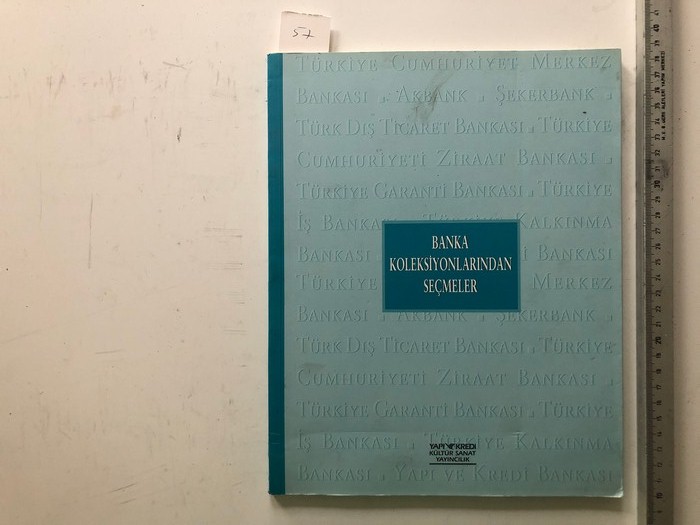 57
TÜRKİYE CUMHURİYET MERKEZ
BANKASI . AKBANK . ŞEKERBANK .
TÜRK DIŞ TİCARET BANKASI . TÜRKİYE
CUMHURİYETİ ZİRAAT BANKASI .
TÜRKİYE GARANTİ BANKASI . TÜRKİYE
İŞ BANKASI . TÜRKİYE KALKINMA
BANKASI İ BANKASI
TÜRKİYE MERKEZ
BANKA
KOLEKSİYONLARINDAN
SEÇMELER
BANKASI . AKBANK . ŞEKERBANK .
TÜRK DIŞ TİCARET BANKASI . TÜRKİYE
CUMHURİYETİ ZİRAAT BANKASI .
TÜRKİYE GARANTİ BANKASI . TÜRKİYE
İŞ BANKASI . TÜRKİYE KALKINMA
BANKASI . YAPI VE KREDİ BANKASI
YAPI VE KREDİ
KÜLTÜR SANAT
YAYINCILIK